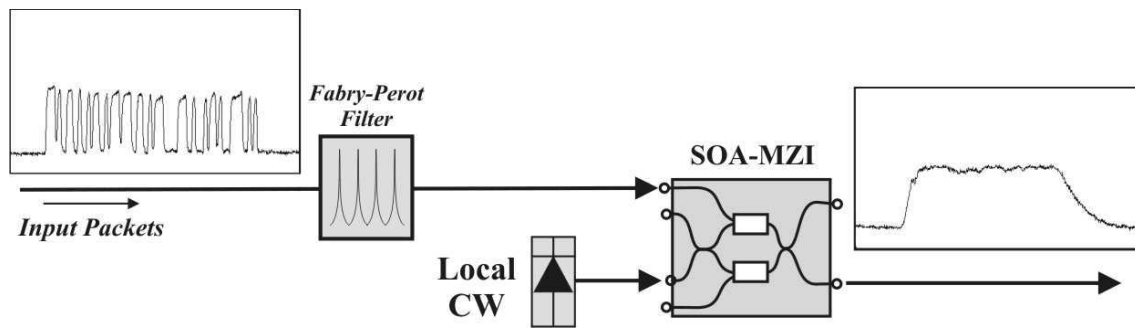 Fabry-Perot
Filter
SOA-MZI
Input Packets
Local
CW